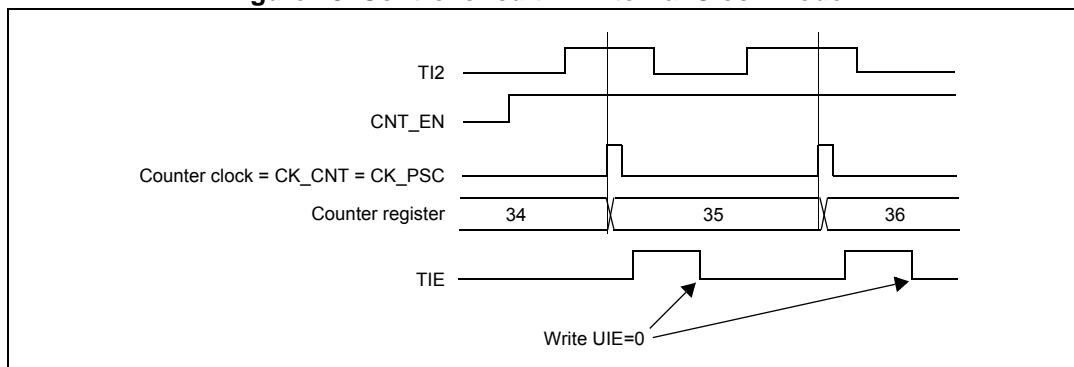 TI2
CNT_EN
Counter clock = CK_CNT = CK_PSC
Counter register 34 35 36
TIE
Write UIE=0